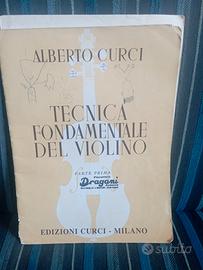 ALBERTO CURCI
TECNICA
FONDAMENTALE
DEL VIOLINO
PARTE PRIMA
Dragoni
EDIZIONI CURCI - MILANO
subito